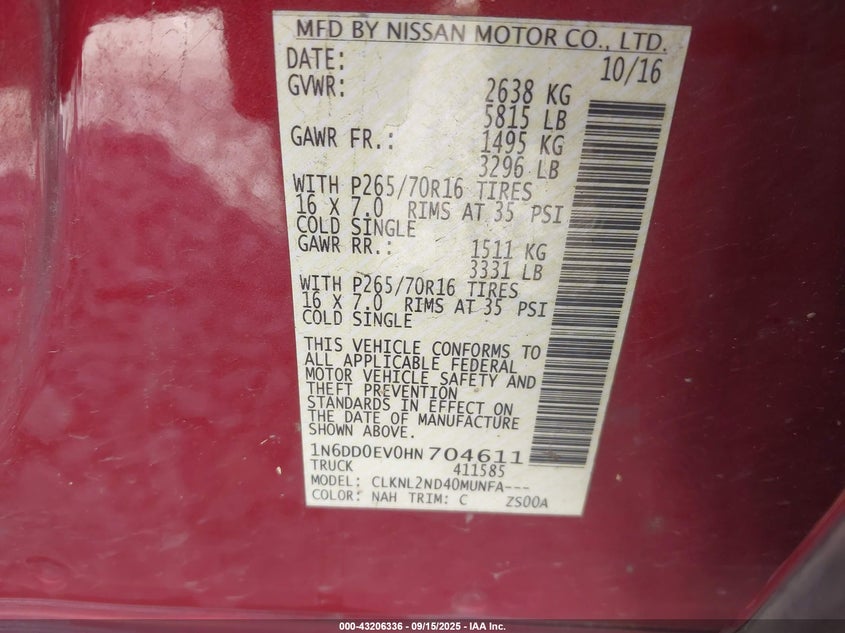 MFD BY NISSAN MOTOR CO., LTD.
DATE: 10/16
GVWR: 2638 KG
5815 LB
GAWR FR.: 1495 KG
3296 LB
WITH P265/70R16 TIRES
16 X 7.0 RIMS AT 35 PSI
COLD SINGLE
GAWR RR.: 1511 KG
3331 LB
WITH P265/70R16 TIRES
16 X 7.0 RIMS AT 35 PSI
COLD SINGLE
THIS VEHICLE CONFORMS TO
ALL APPLICABLE FEDERAL
MOTOR VEHICLE SAFETY AND
THEFT PREVENTION
STANDARDS IN EFFECT ON
THE DATE OF MANUFACTURE
SHOWN ABOVE.
1N6DD0EV0HN 704611
TRUCK 411585
MODEL: CLKNL2ND40MUNFA---
COLOR: NAH TRIM: C ZS00A
000-43206336 - 09/15/2025 - IAA Inc.